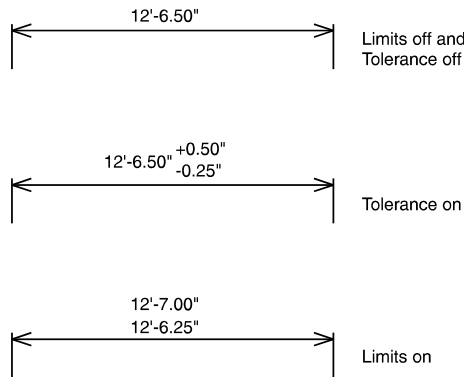 12'-6.50"
Limits off and
Tolerance off
12'-6.50" +0.50"
-0.25"
Tolerance on
12'-7.00"
12'-6.25"
Limits on